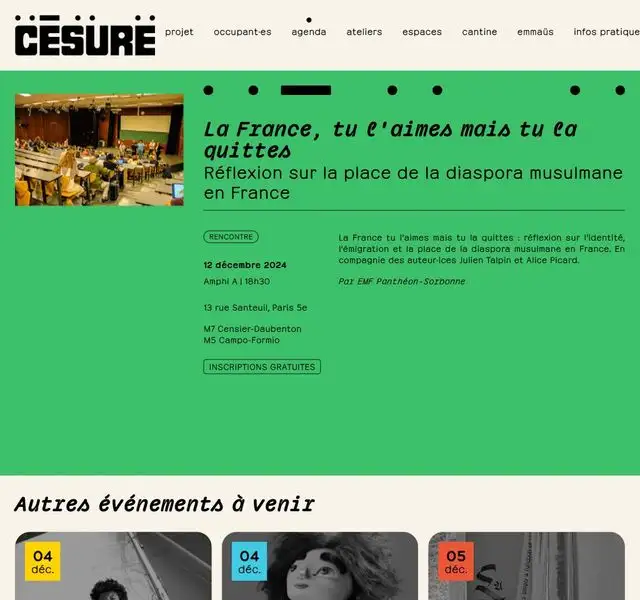 CËSURË
projet occupant·es agenda ateliers espaces cantine emmaüs infos pratique
La France, tu l'aimes mais tu la
quittes
Réflexion sur la place de la diaspora musulmane
en France
RENCONTRE
12 décembre 2024
Amphi A | 18h30
13 rue Santeuil, Paris 5e
M7 Censier-Daubenton
M5 Campo-Formio
INSCRIPTIONS GRATUITES
La France tu l'aimes mais tu la quittes : réflexion sur l'identité,
l'émigration et la place de la diaspora musulmane en France. En
compagnie des auteur·ices Julien Talpin et Alice Picard.
Par EMF Panthéon-Sorbonne
Autres événements à venir
04
déc.
04
déc.
05
déc.